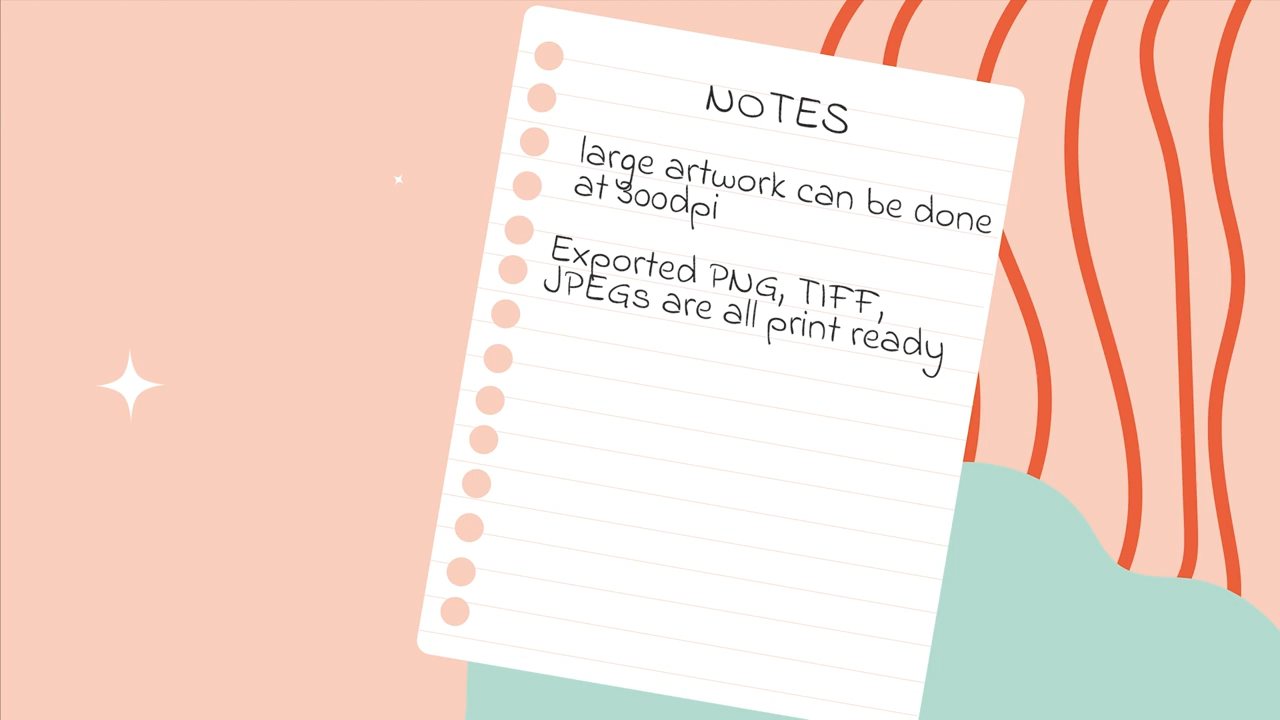 NOTES
large artwork can be done
at 300dpi
Exported PNG, TIFF,
JPEGs are all print ready